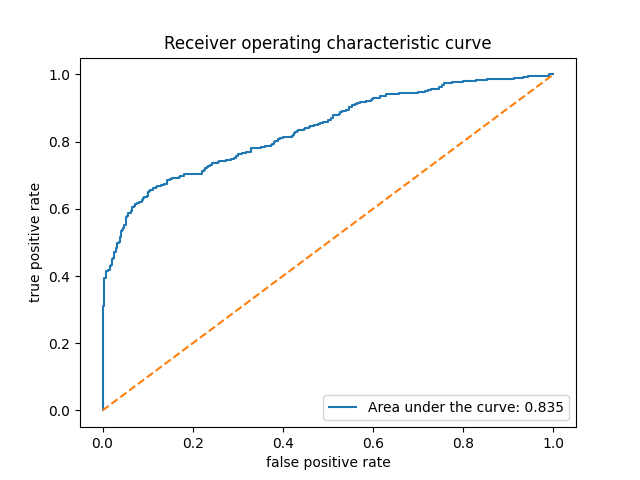 Receiver operating characteristic curve
1.0
0.8
0.6
0.4
0.2
0.0
true positive rate
Area under the curve: 0.835
0.0 0.2 0.4 0.6 0.8 1.0
false positive rate